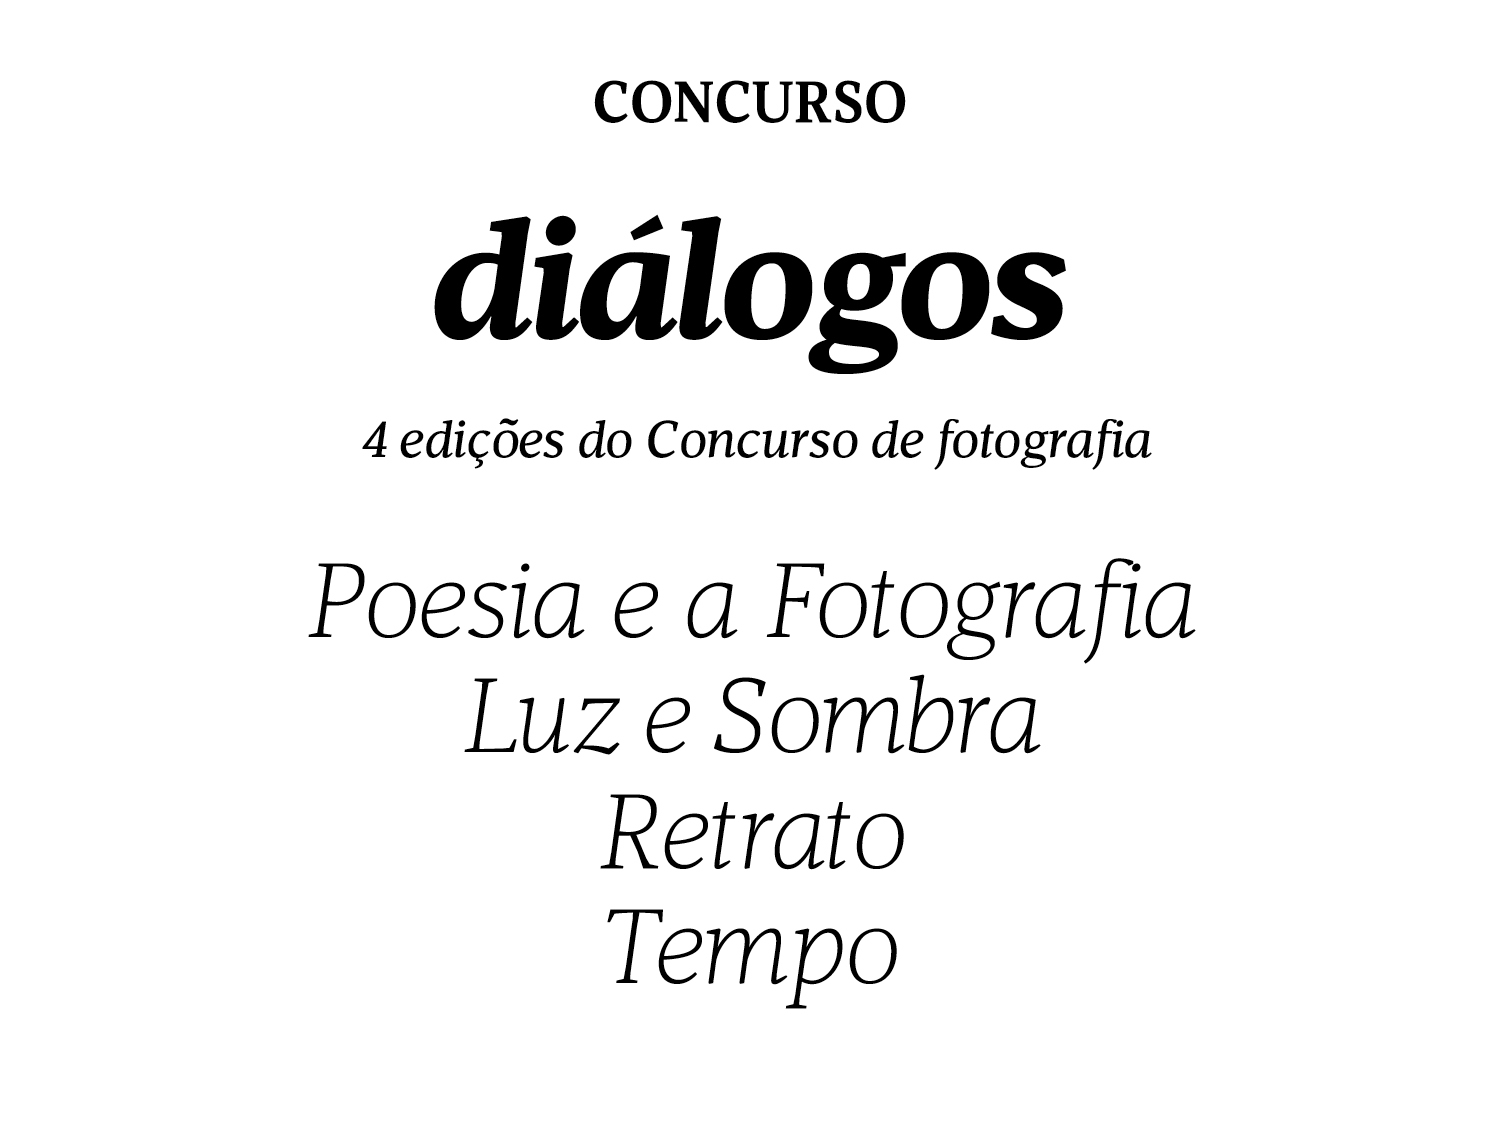 CONCURSO
diálogos
4 edições do Concurso de fotografia
Poesia e a Fotografia
Luz e Sombra
Retrato
Tempo